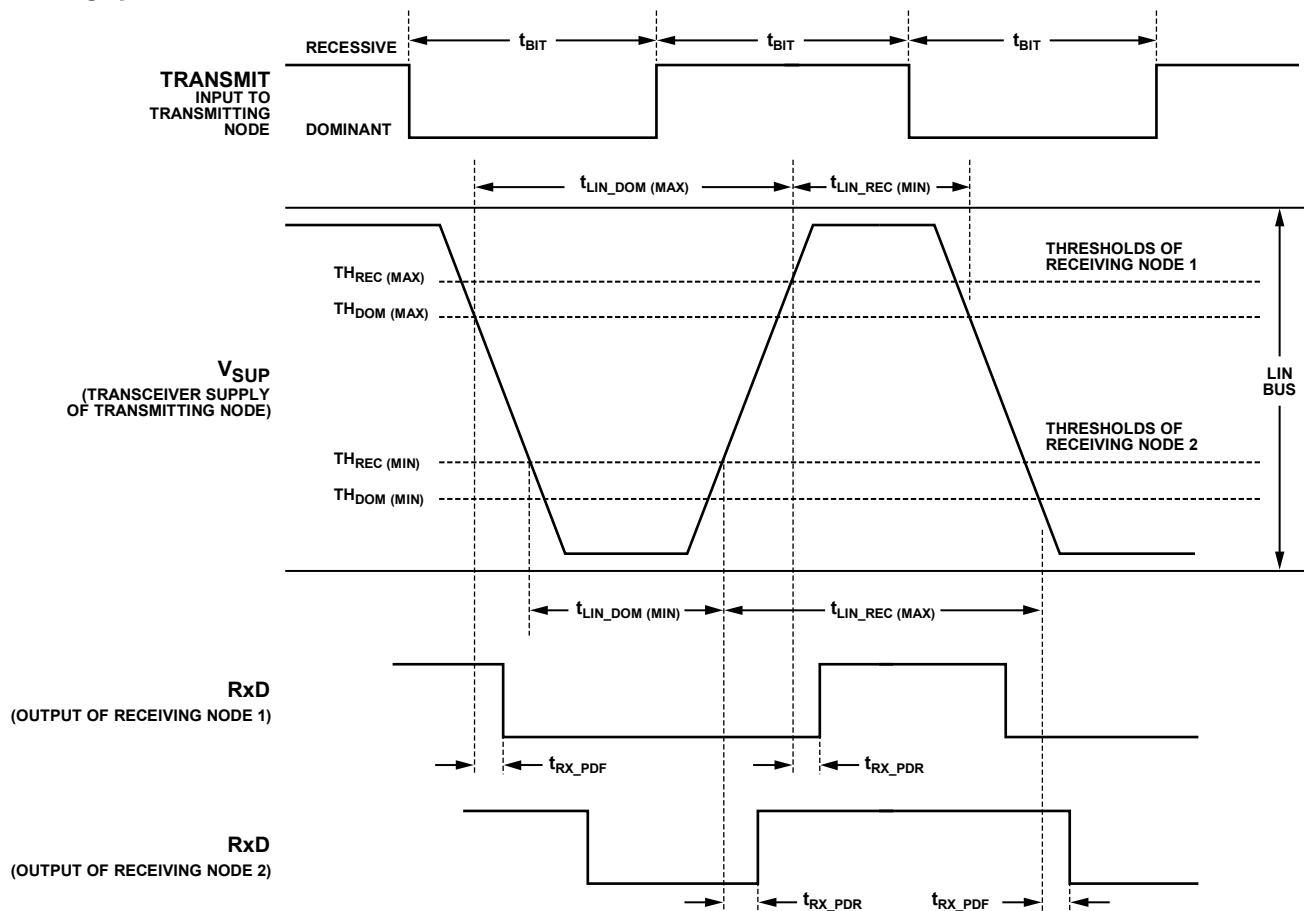 RECESSIVE
tBIT
tBIT
tBIT
TRANSMIT
INPUT TO
TRANSMITTING
NODE
DOMINANT
tLIN_DOM (MAX)
tLIN_REC (MIN)
THRESHOLDS OF
RECEIVING NODE 1
THREC (MAX)
THDOM (MAX)
VSUP
(TRANSCEIVER SUPPLY
OF TRANSMITTING NODE)
LIN
BUS
THRESHOLDS OF
RECEIVING NODE 2
THREC (MIN)
THDOM (MIN)
tLIN_DOM (MIN)
tLIN_REC (MAX)
RxD
(OUTPUT OF RECEIVING NODE 1)
tRX_PDF
tRX_PDR
RxD
(OUTPUT OF RECEIVING NODE 2)
tRX_PDR
tRX_PDF